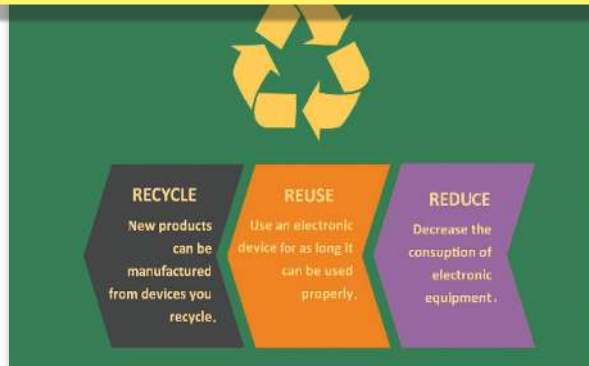 RECYCLE
New products
can be
manufactured
from devices you
recycle.
REUSE
Use an electronic
device for as long it
can be used
properly.
REDUCE
Decrease the
consuption of
electronic
equipment.